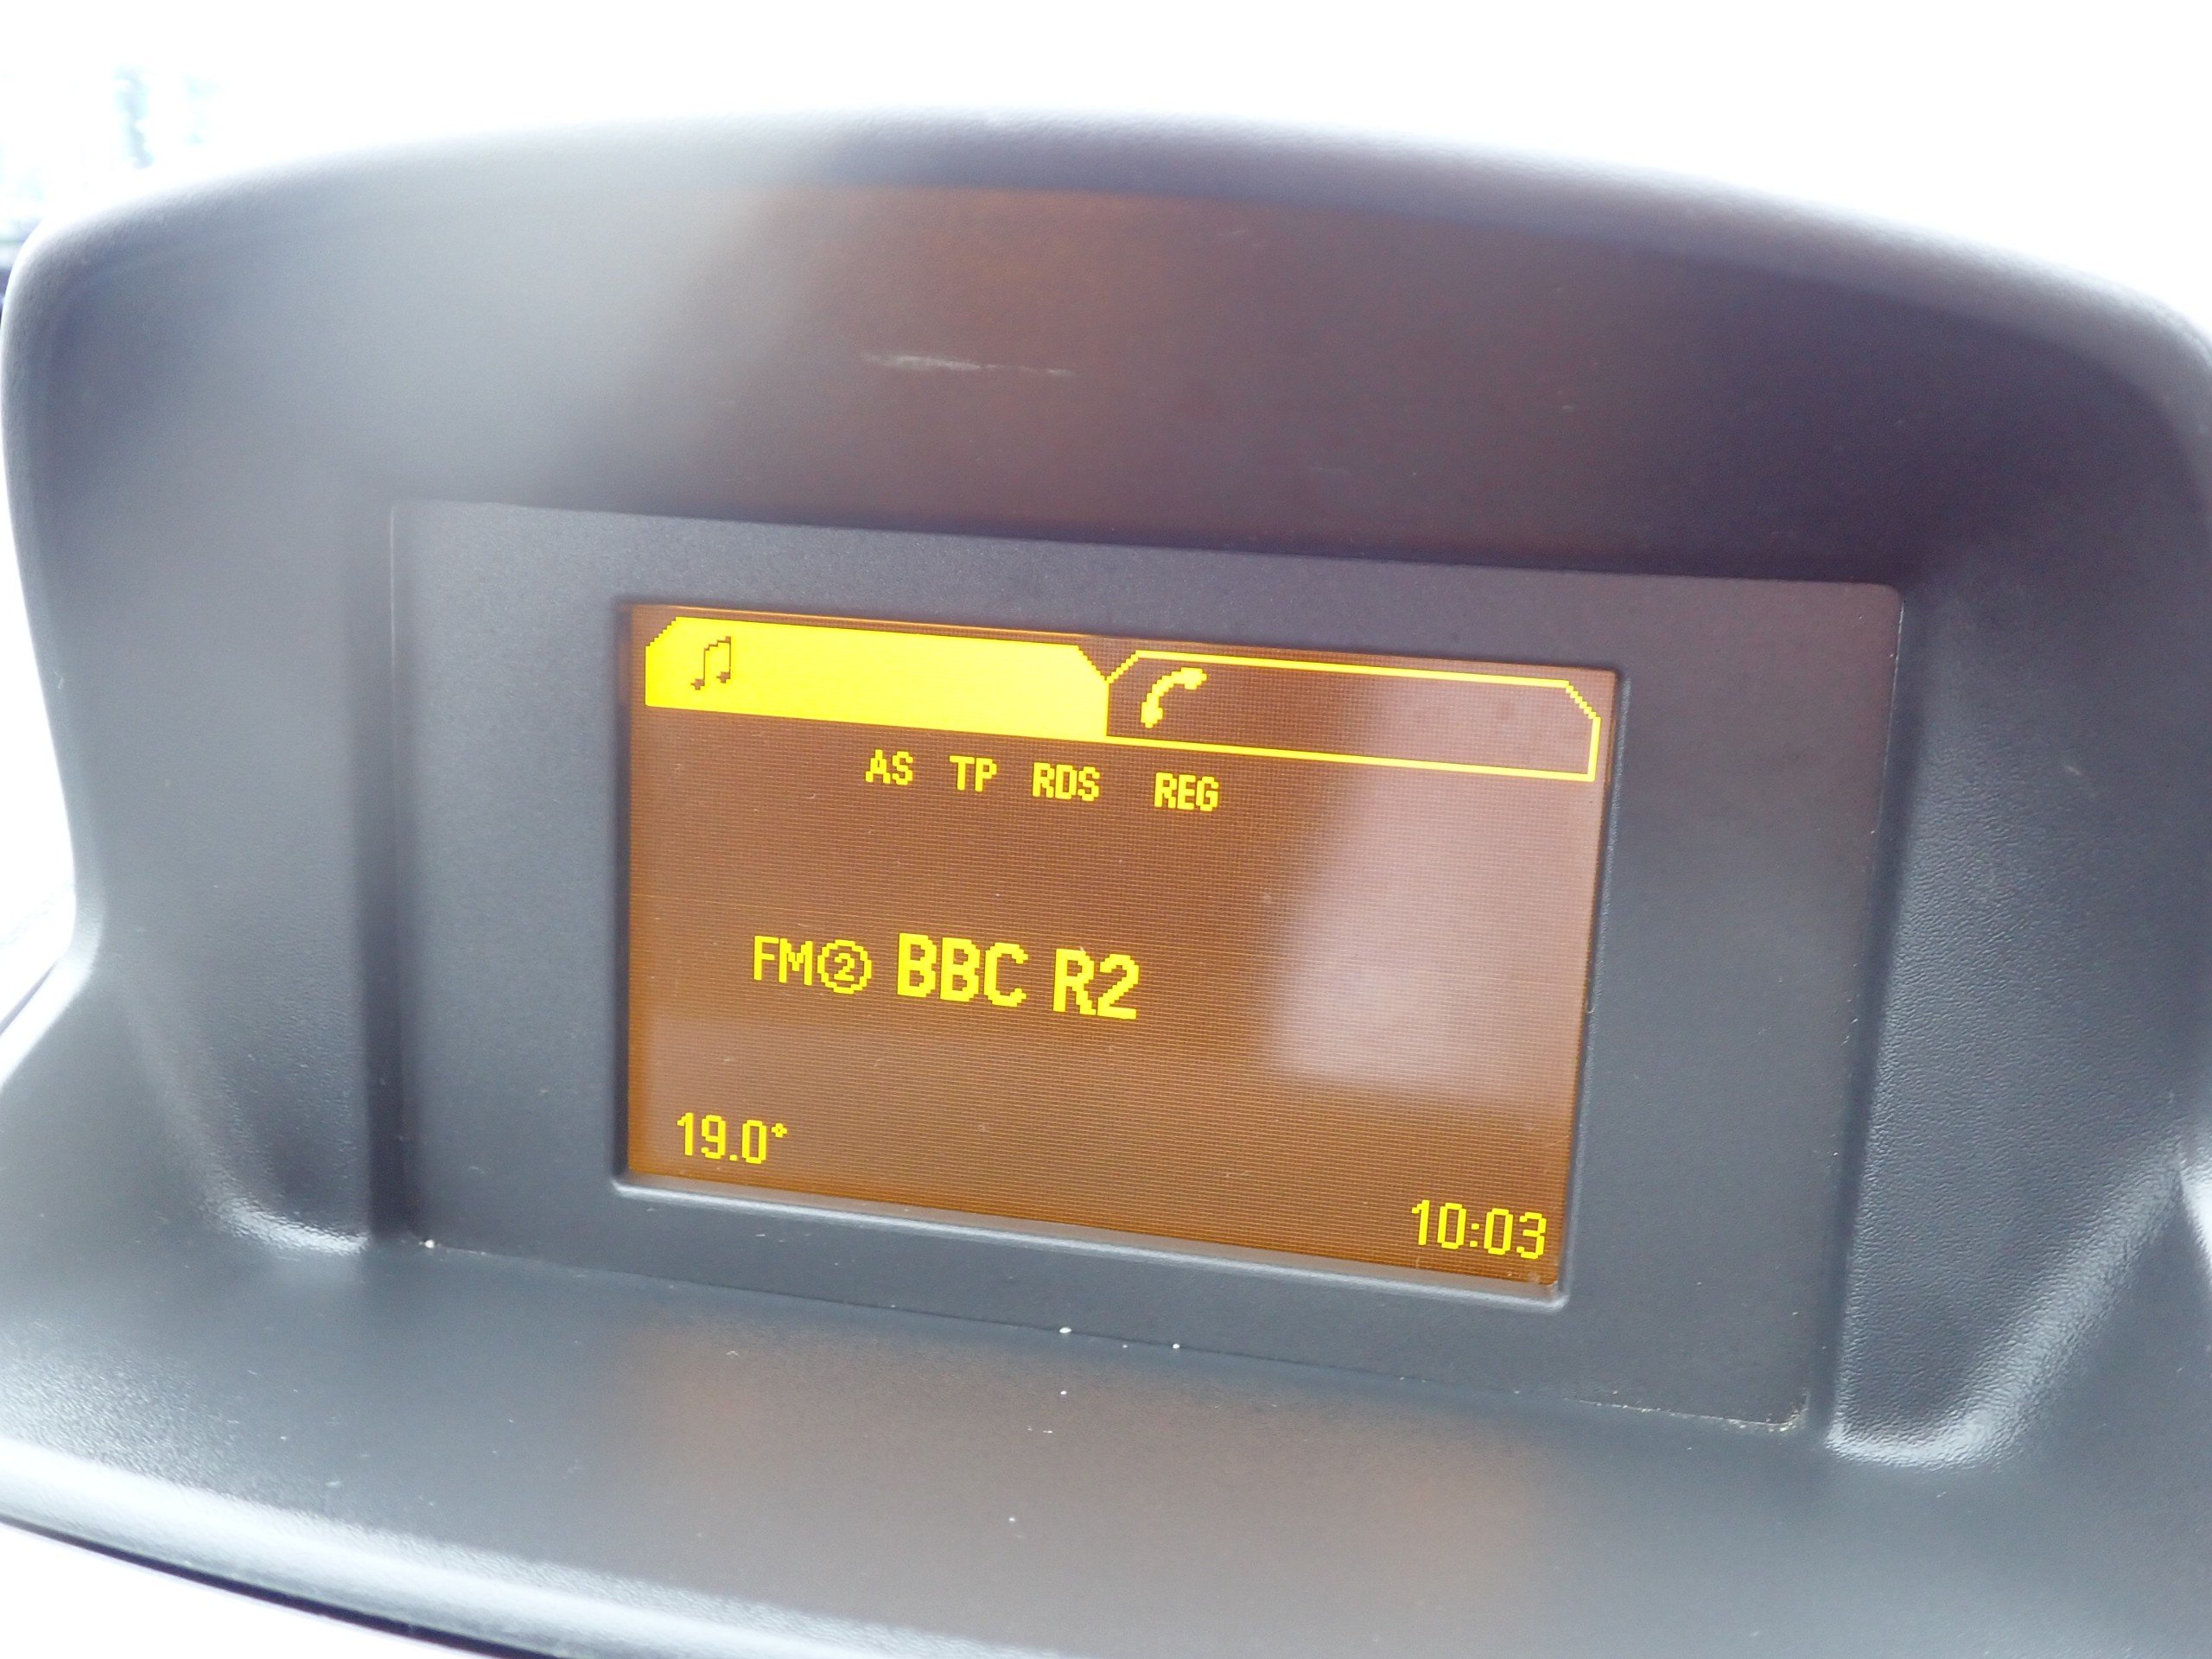 AS TP RDS REG
FM② BBC R2
19.0°
10:03